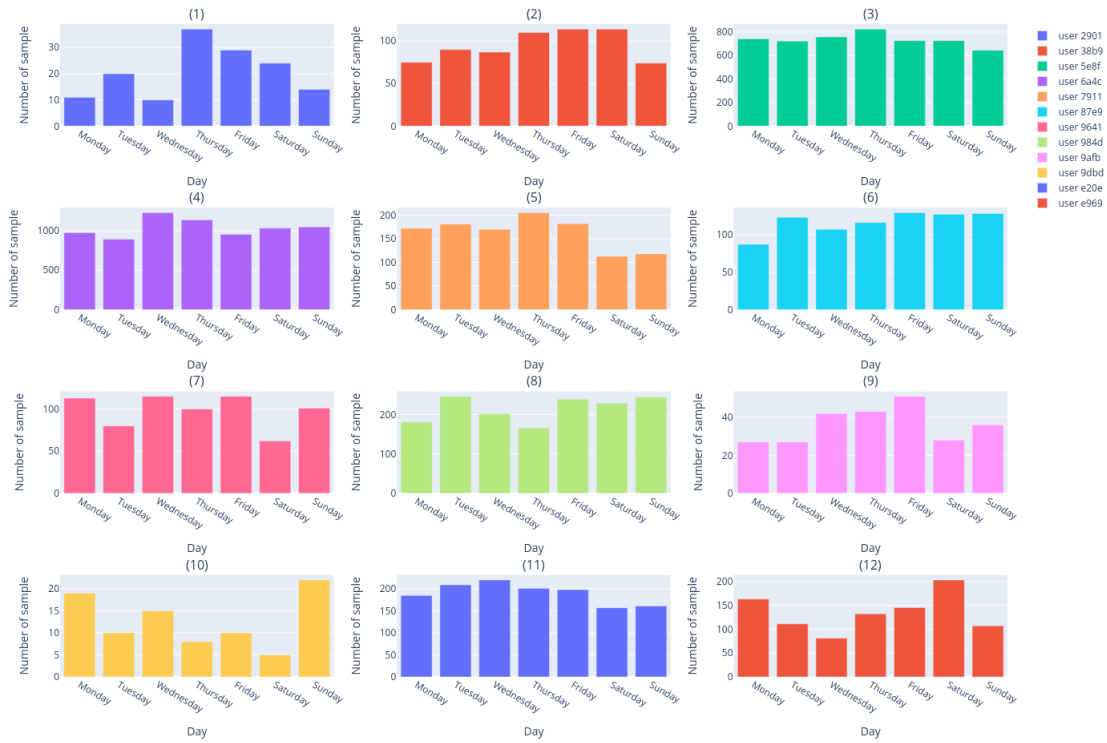 (1)
Number of sample
30
20
10
0
Monday
Tuesday
Wednesday
Thursday
Friday
Saturday
Sunday
Day
(2)
Number of sample
100
50
0
Monday
Tuesday
Wednesday
Thursday
Friday
Saturday
Sunday
Day
(3)
Number of sample
800
600
400
200
0
Monday
Tuesday
Wednesday
Thursday
Friday
Saturday
Sunday
Day
user 2901
user 38b9
user 5e8f
user 6a4c
user 7911
user 87e9
user 9641
user 984d
user 9afb
user 9dbd
user e20e
user e969
(4)
Number of sample
1000
500
0
Monday
Tuesday
Wednesday
Thursday
Friday
Saturday
Sunday
Day
(5)
Number of sample
200
150
100
50
0
Monday
Tuesday
Wednesday
Thursday
Friday
Saturday
Sunday
Day
(6)
Number of sample
100
50
0
Monday
Tuesday
Wednesday
Thursday
Friday
Saturday
Sunday
Day
(7)
Number of sample
100
50
0
Monday
Tuesday
Wednesday
Thursday
Friday
Saturday
Sunday
Day
(8)
Number of sample
200
100
0
Monday
Tuesday
Wednesday
Thursday
Friday
Saturday
Sunday
Day
(9)
Number of sample
40
20
0
Monday
Tuesday
Wednesday
Thursday
Friday
Saturday
Sunday
Day
(10)
Number of sample
20
15
10
5
0
Monday
Tuesday
Wednesday
Thursday
Friday
Saturday
Sunday
Day
(11)
Number of sample
200
150
100
50
0
Monday
Tuesday
Wednesday
Thursday
Friday
Saturday
Sunday
Day
(12)
Number of sample
200
150
100
50
0
Monday
Tuesday
Wednesday
Thursday
Friday
Saturday
Sunday
Day